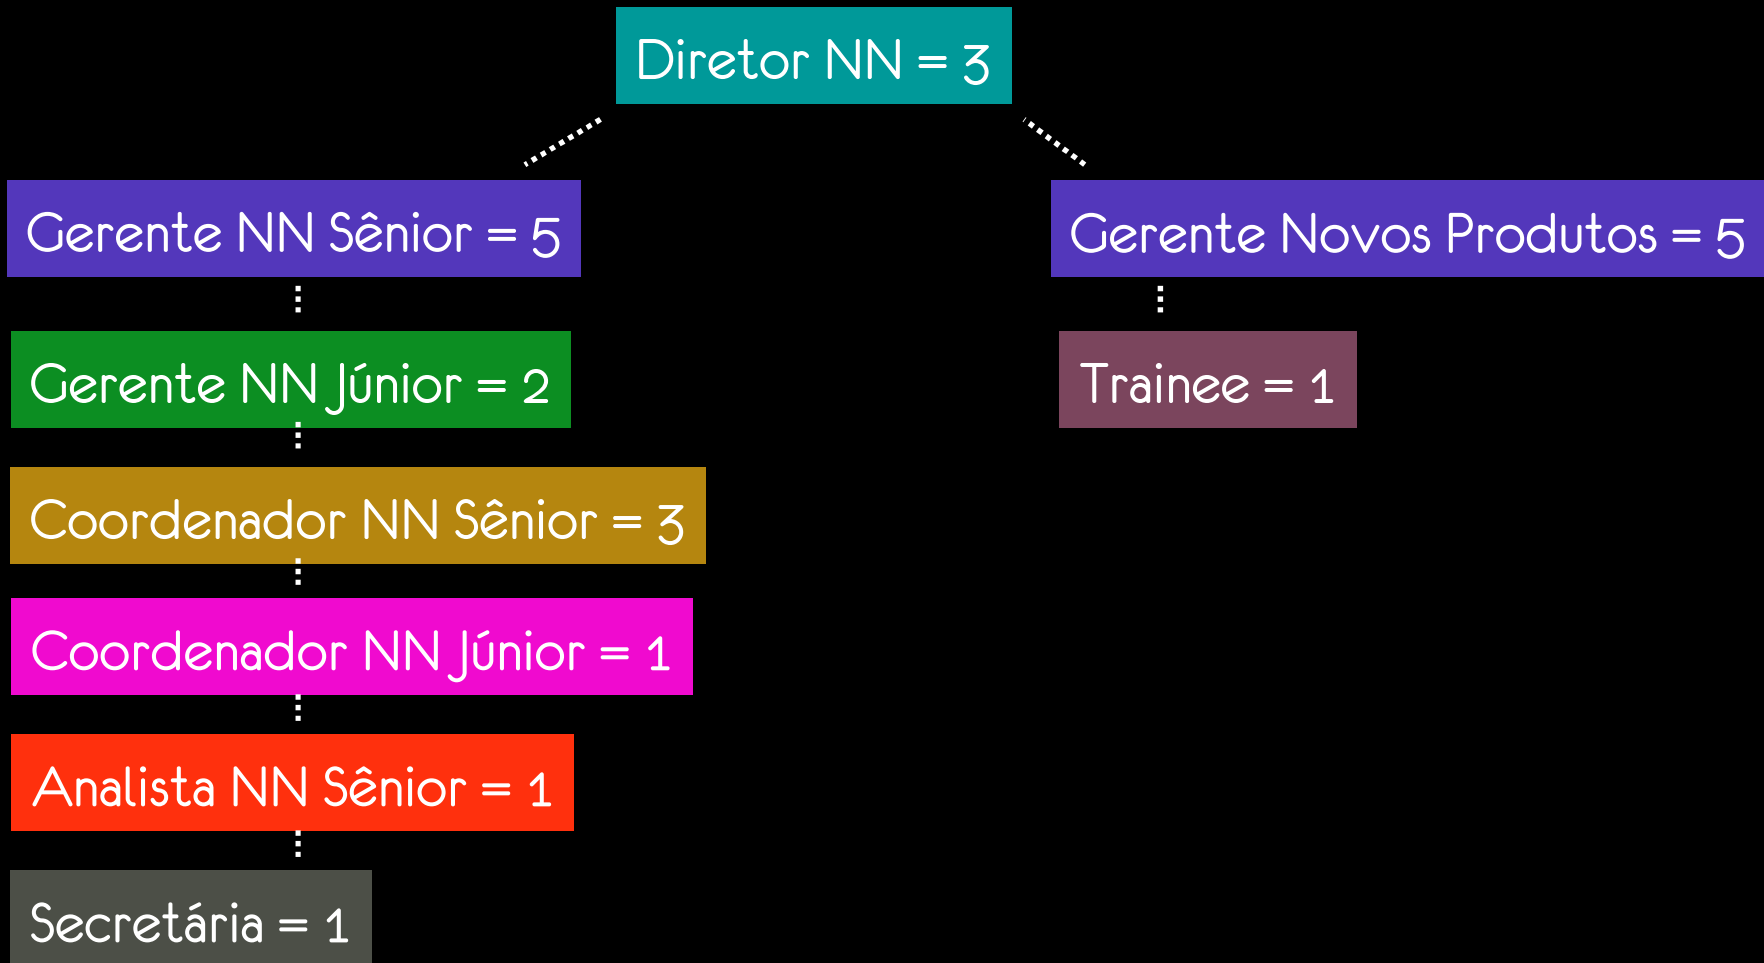 Diretor NN = 3
Gerente NN Sênior = 5
Gerente Novos Produtos = 5
Gerente NN Júnior = 2
Trainee = 1
Coordenador NN Sênior = 3
Coordenador NN Júnior = 1
Analista NN Sênior = 1
Secretária = 1